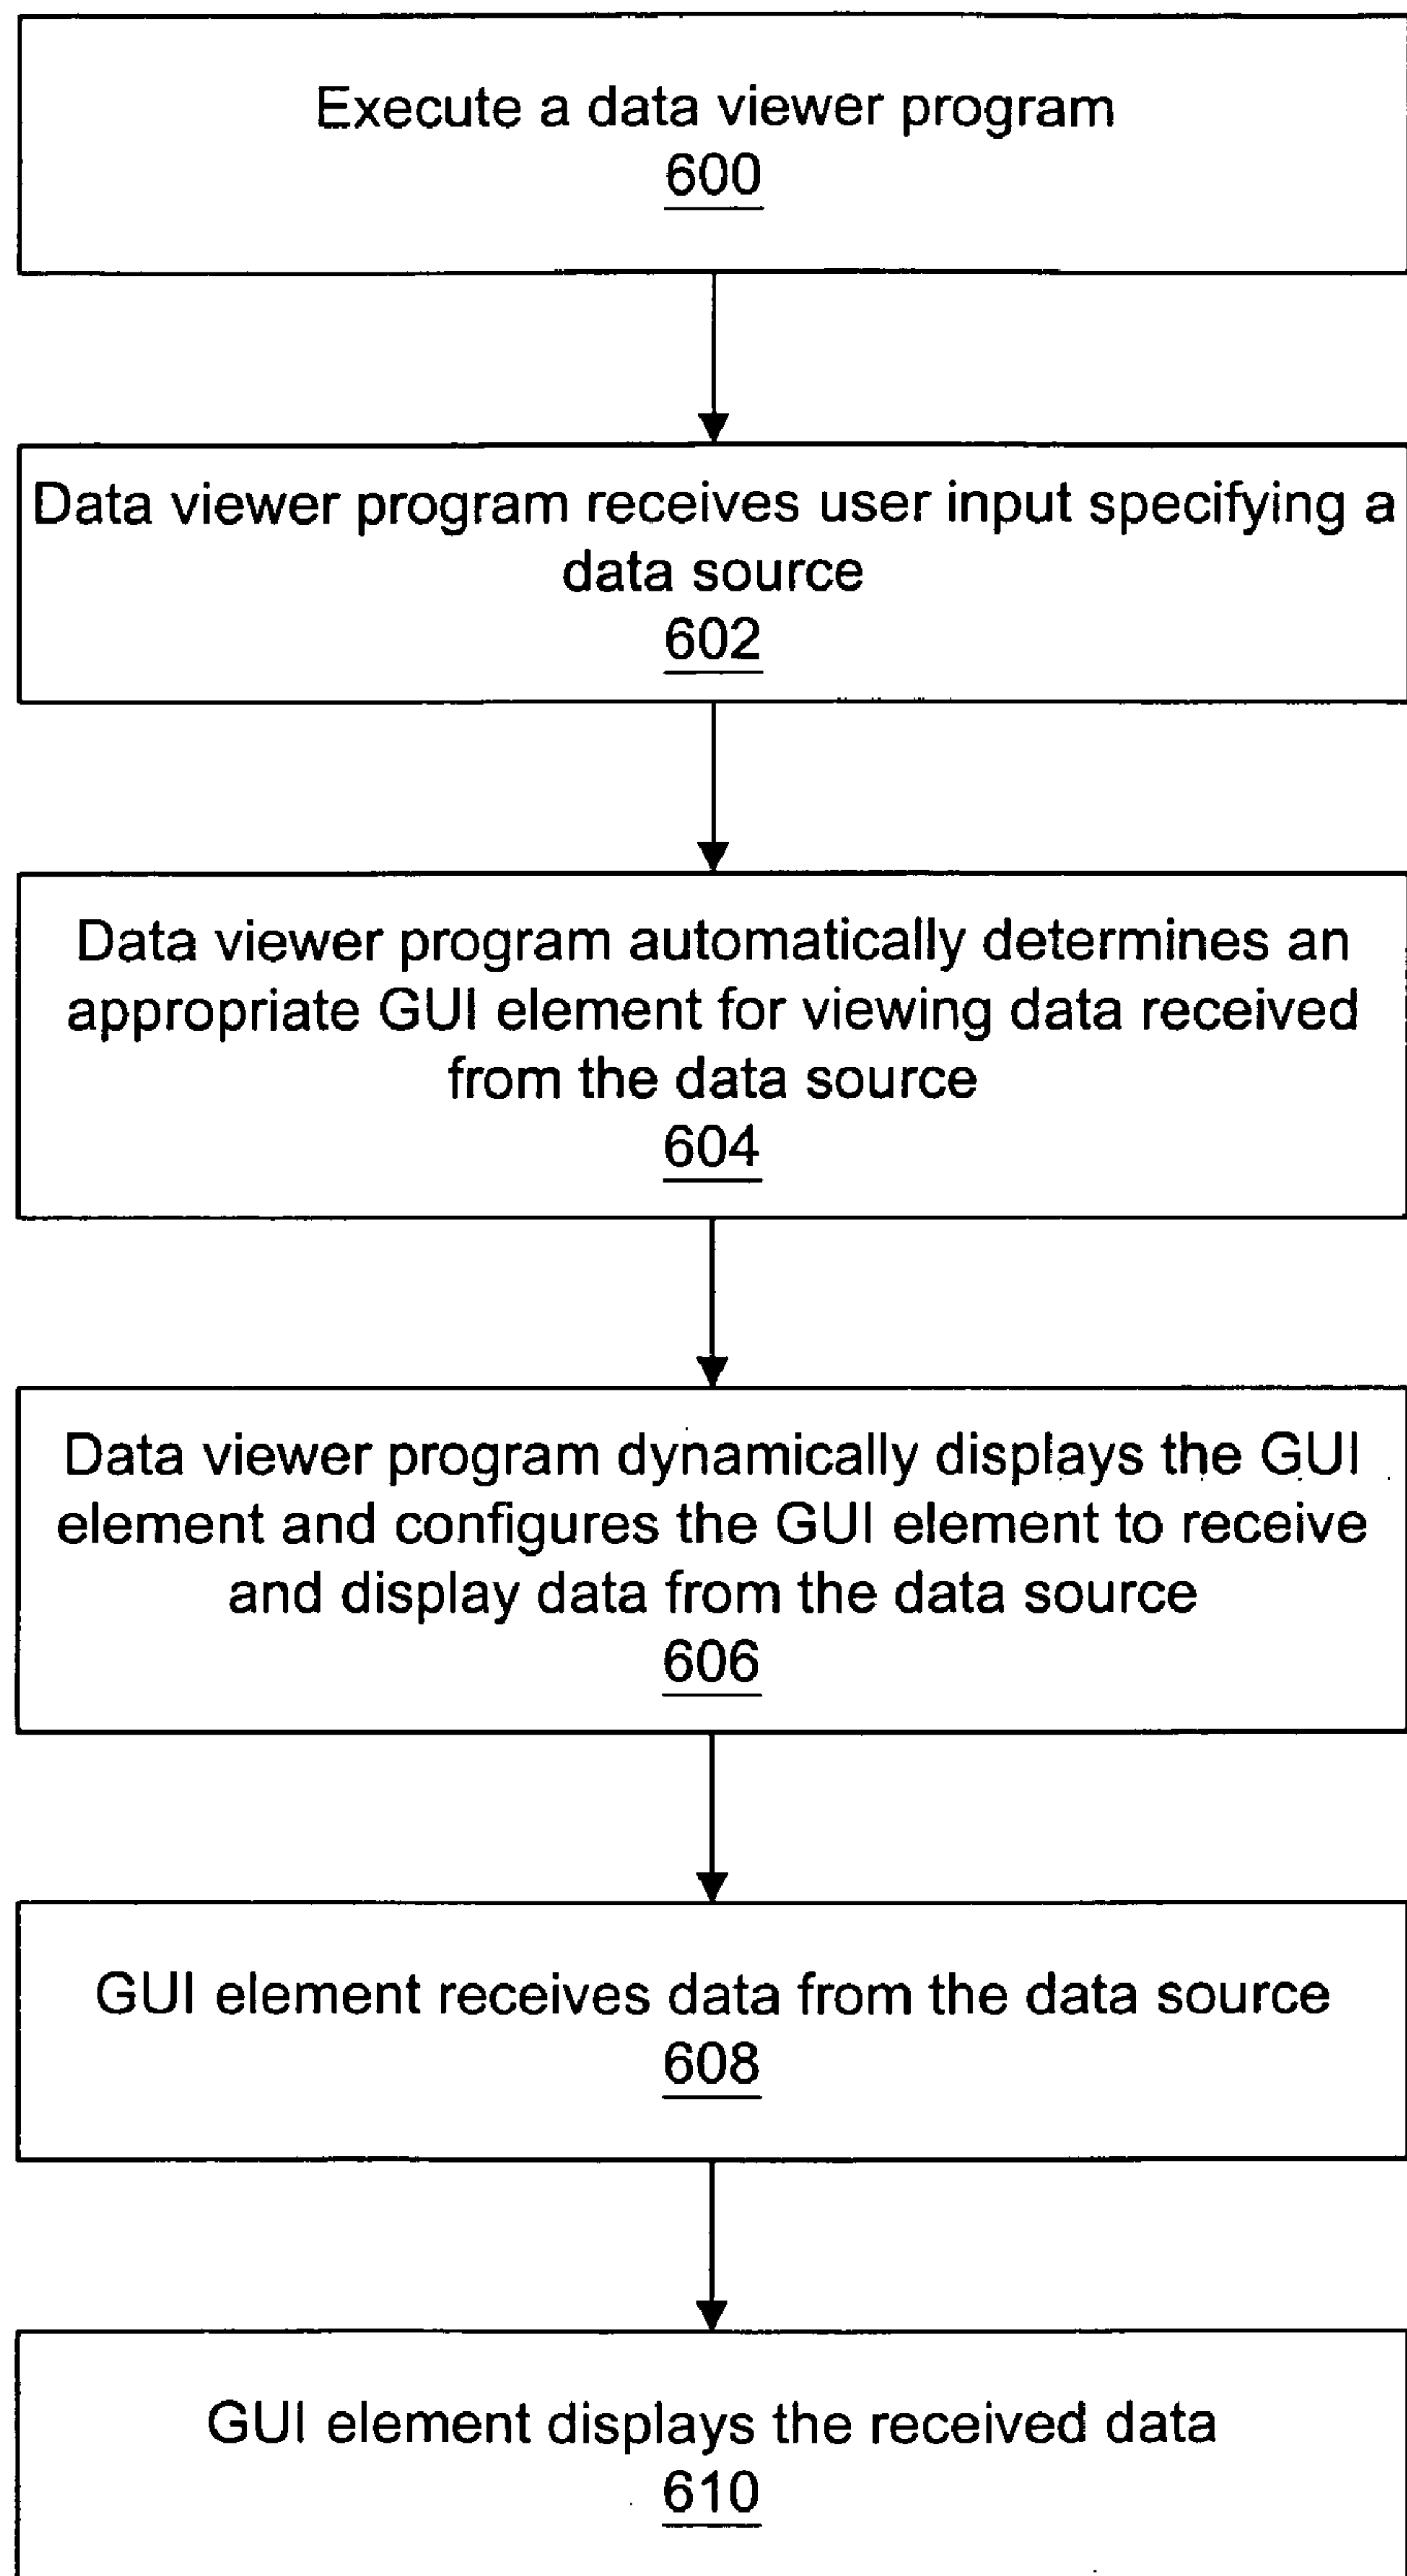 Execute a data viewer program
600
Data viewer program receives user input specifying a
data source
602
Data viewer program automatically determines an
appropriate GUI element for viewing data received
from the data source
604
Data viewer program dynamically displays the GUI
element and configures the GUI element to receive
and display data from the data source
606
GUI element receives data from the data source
608
GUI element displays the received data
610